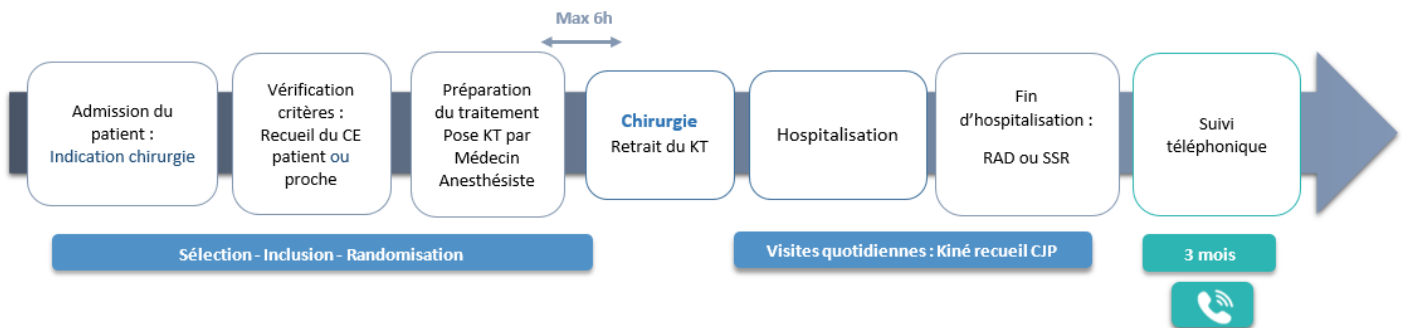 Max 6h
Admission du
patient :
Indication chirurgie
Vérification
critères :
Recueil du CE
patient ou
proche
Préparation
du traitement
Pose KT par
Médecin
Anesthésiste
Chirurgie
Retrait du KT
Hospitalisation
Fin
d’hospitalisation :
RAD ou SSR
Suivi
téléphonique
Sélection - Inclusion - Randomisation
Visites quotidiennes : Kiné recueil CJP
3 mois